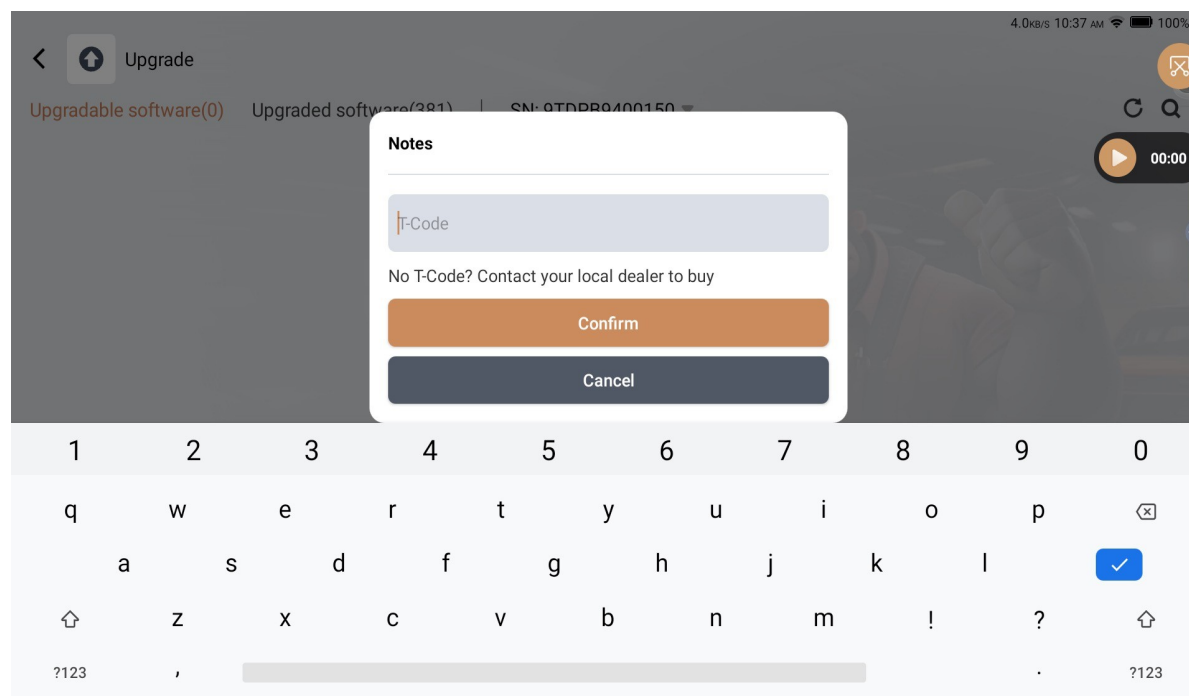 4.0KB/S 10:37 AM 100%
Upgrade
Upgradable software(0) Upgraded software(381) SN: 9TDPB9400150
Notes
00:00
T-Code
No T-Code? Contact your local dealer to buy
Confirm
Cancel
1 2 3 4 5 6 7 8 9 0
q w e r t y u i o p
a s d f g h j k l
z x c v b n m ! ?
?123 , . ?123